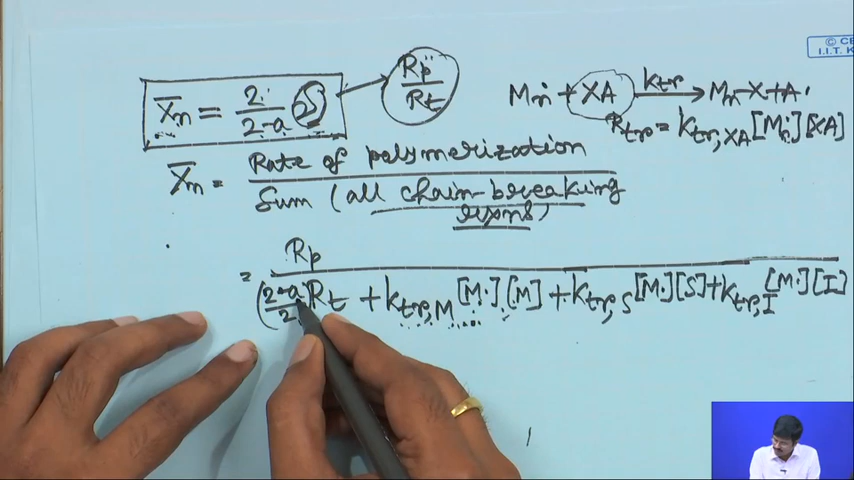 © CE
I.I.T. K
X̄n = 2/(2-a) 𝜈 → Rp/Rt
Mn· + XA —ktr→ Mn-X + A·
Rtr = ktr,XA [Mn·][XA]
X̄n = Rate of polymerization
Sum (all chain-breaking
rxns)
= Rp
((2-a)/2) Rt + ktr,M [M·][M] + ktr,S [M·][S] + ktr,I [M·][I]